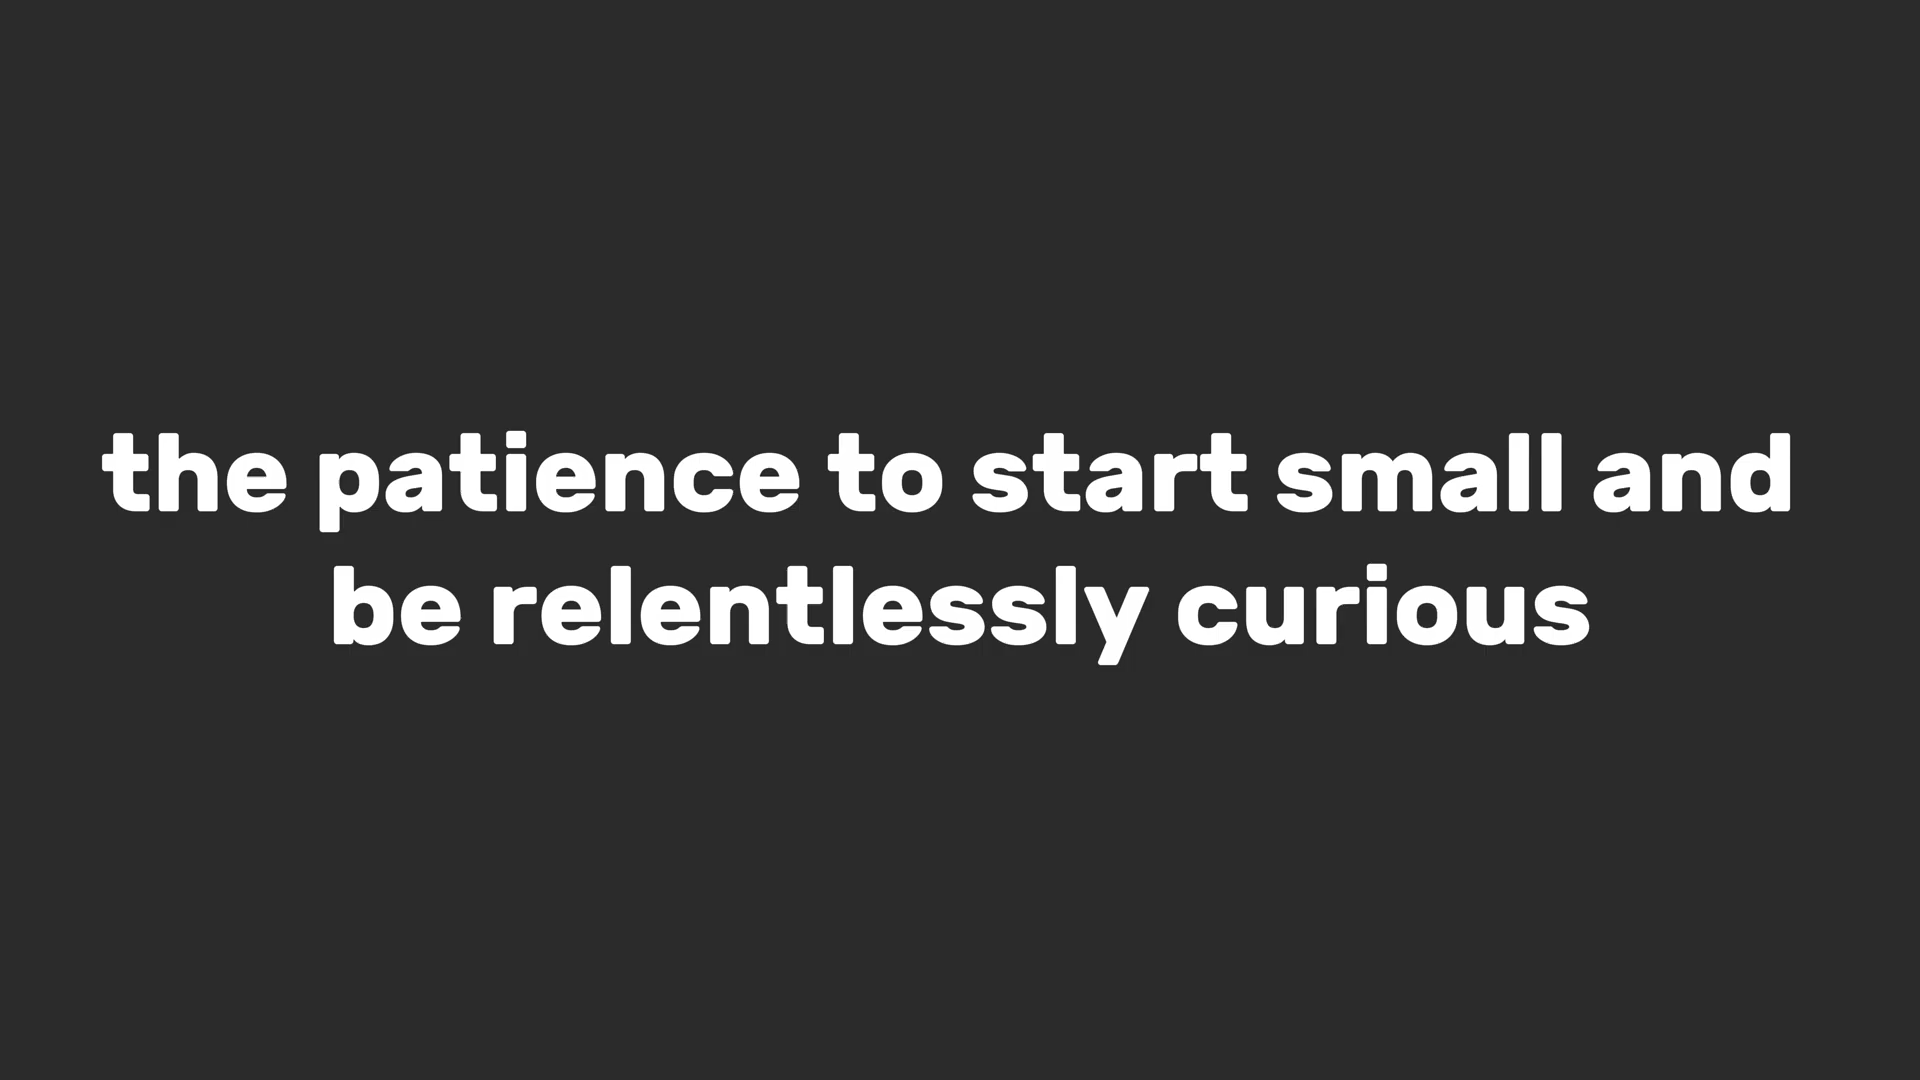 the patience to start small and
be relentlessly curious